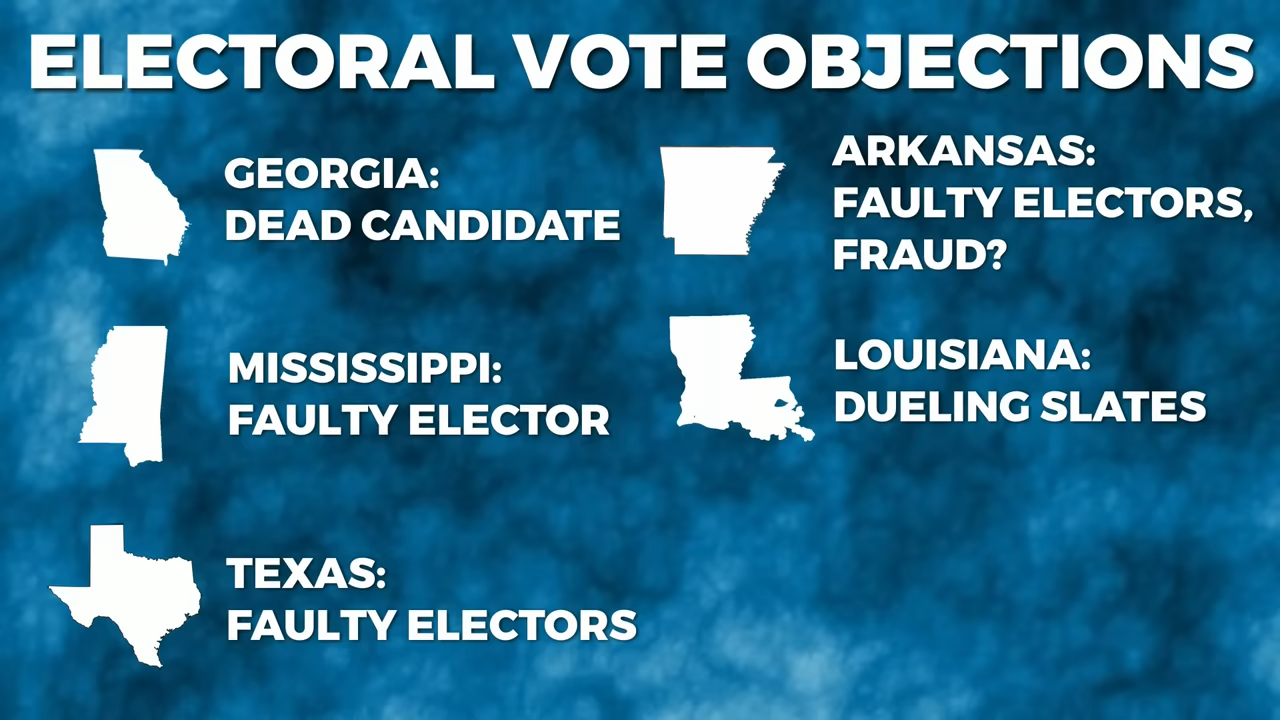 ELECTORAL VOTE OBJECTIONS
GEORGIA:
DEAD CANDIDATE
MISSISSIPPI:
FAULTY ELECTOR
TEXAS:
FAULTY ELECTORS
ARKANSAS:
FAULTY ELECTORS,
FRAUD?
LOUISIANA:
DUELING SLATES